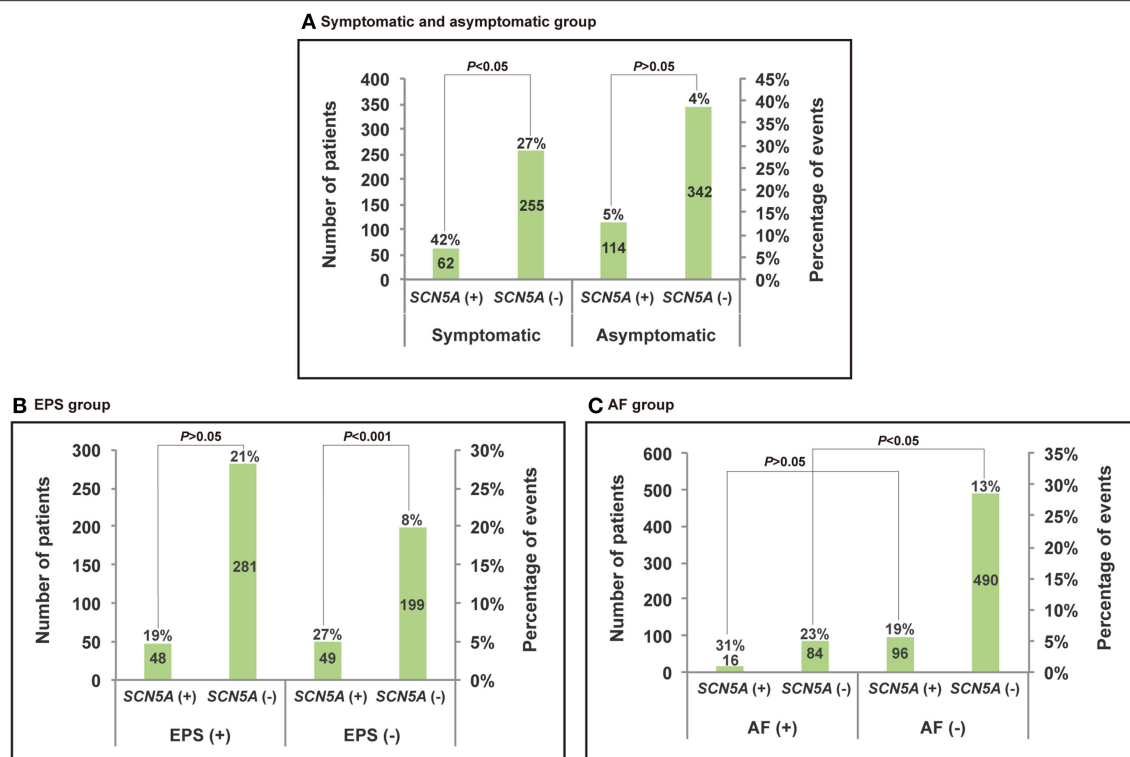 A Symptomatic and asymptomatic group
P<0.05 P>0.05
400 45%
350 40%
300 35%
250 30%
200 25%
150 20%
100 15%
50 10%
0 5%
0%
Number of patients
Percentage of events
42% 27% 5% 4%
62 255 114 342
SCN5A (+) SCN5A (-) SCN5A (+) SCN5A (-)
Symptomatic Asymptomatic
B EPS group
P>0.05 P<0.001
300 30%
250 25%
200 20%
150 15%
100 10%
50 5%
0 0%
Number of patients
Percentage of events
19% 21% 27% 8%
48 281 49 199
SCN5A (+) SCN5A (-) SCN5A (+) SCN5A (-)
EPS (+) EPS (-)
C AF group
P<0.05
P>0.05
600 35%
500 30%
400 25%
300 20%
200 15%
100 10%
0 5%
0%
Number of patients
Percentage of events
31% 23% 19% 13%
16 84 96 490
SCN5A (+) SCN5A (-) SCN5A (+) SCN5A (-)
AF (+) AF (-)